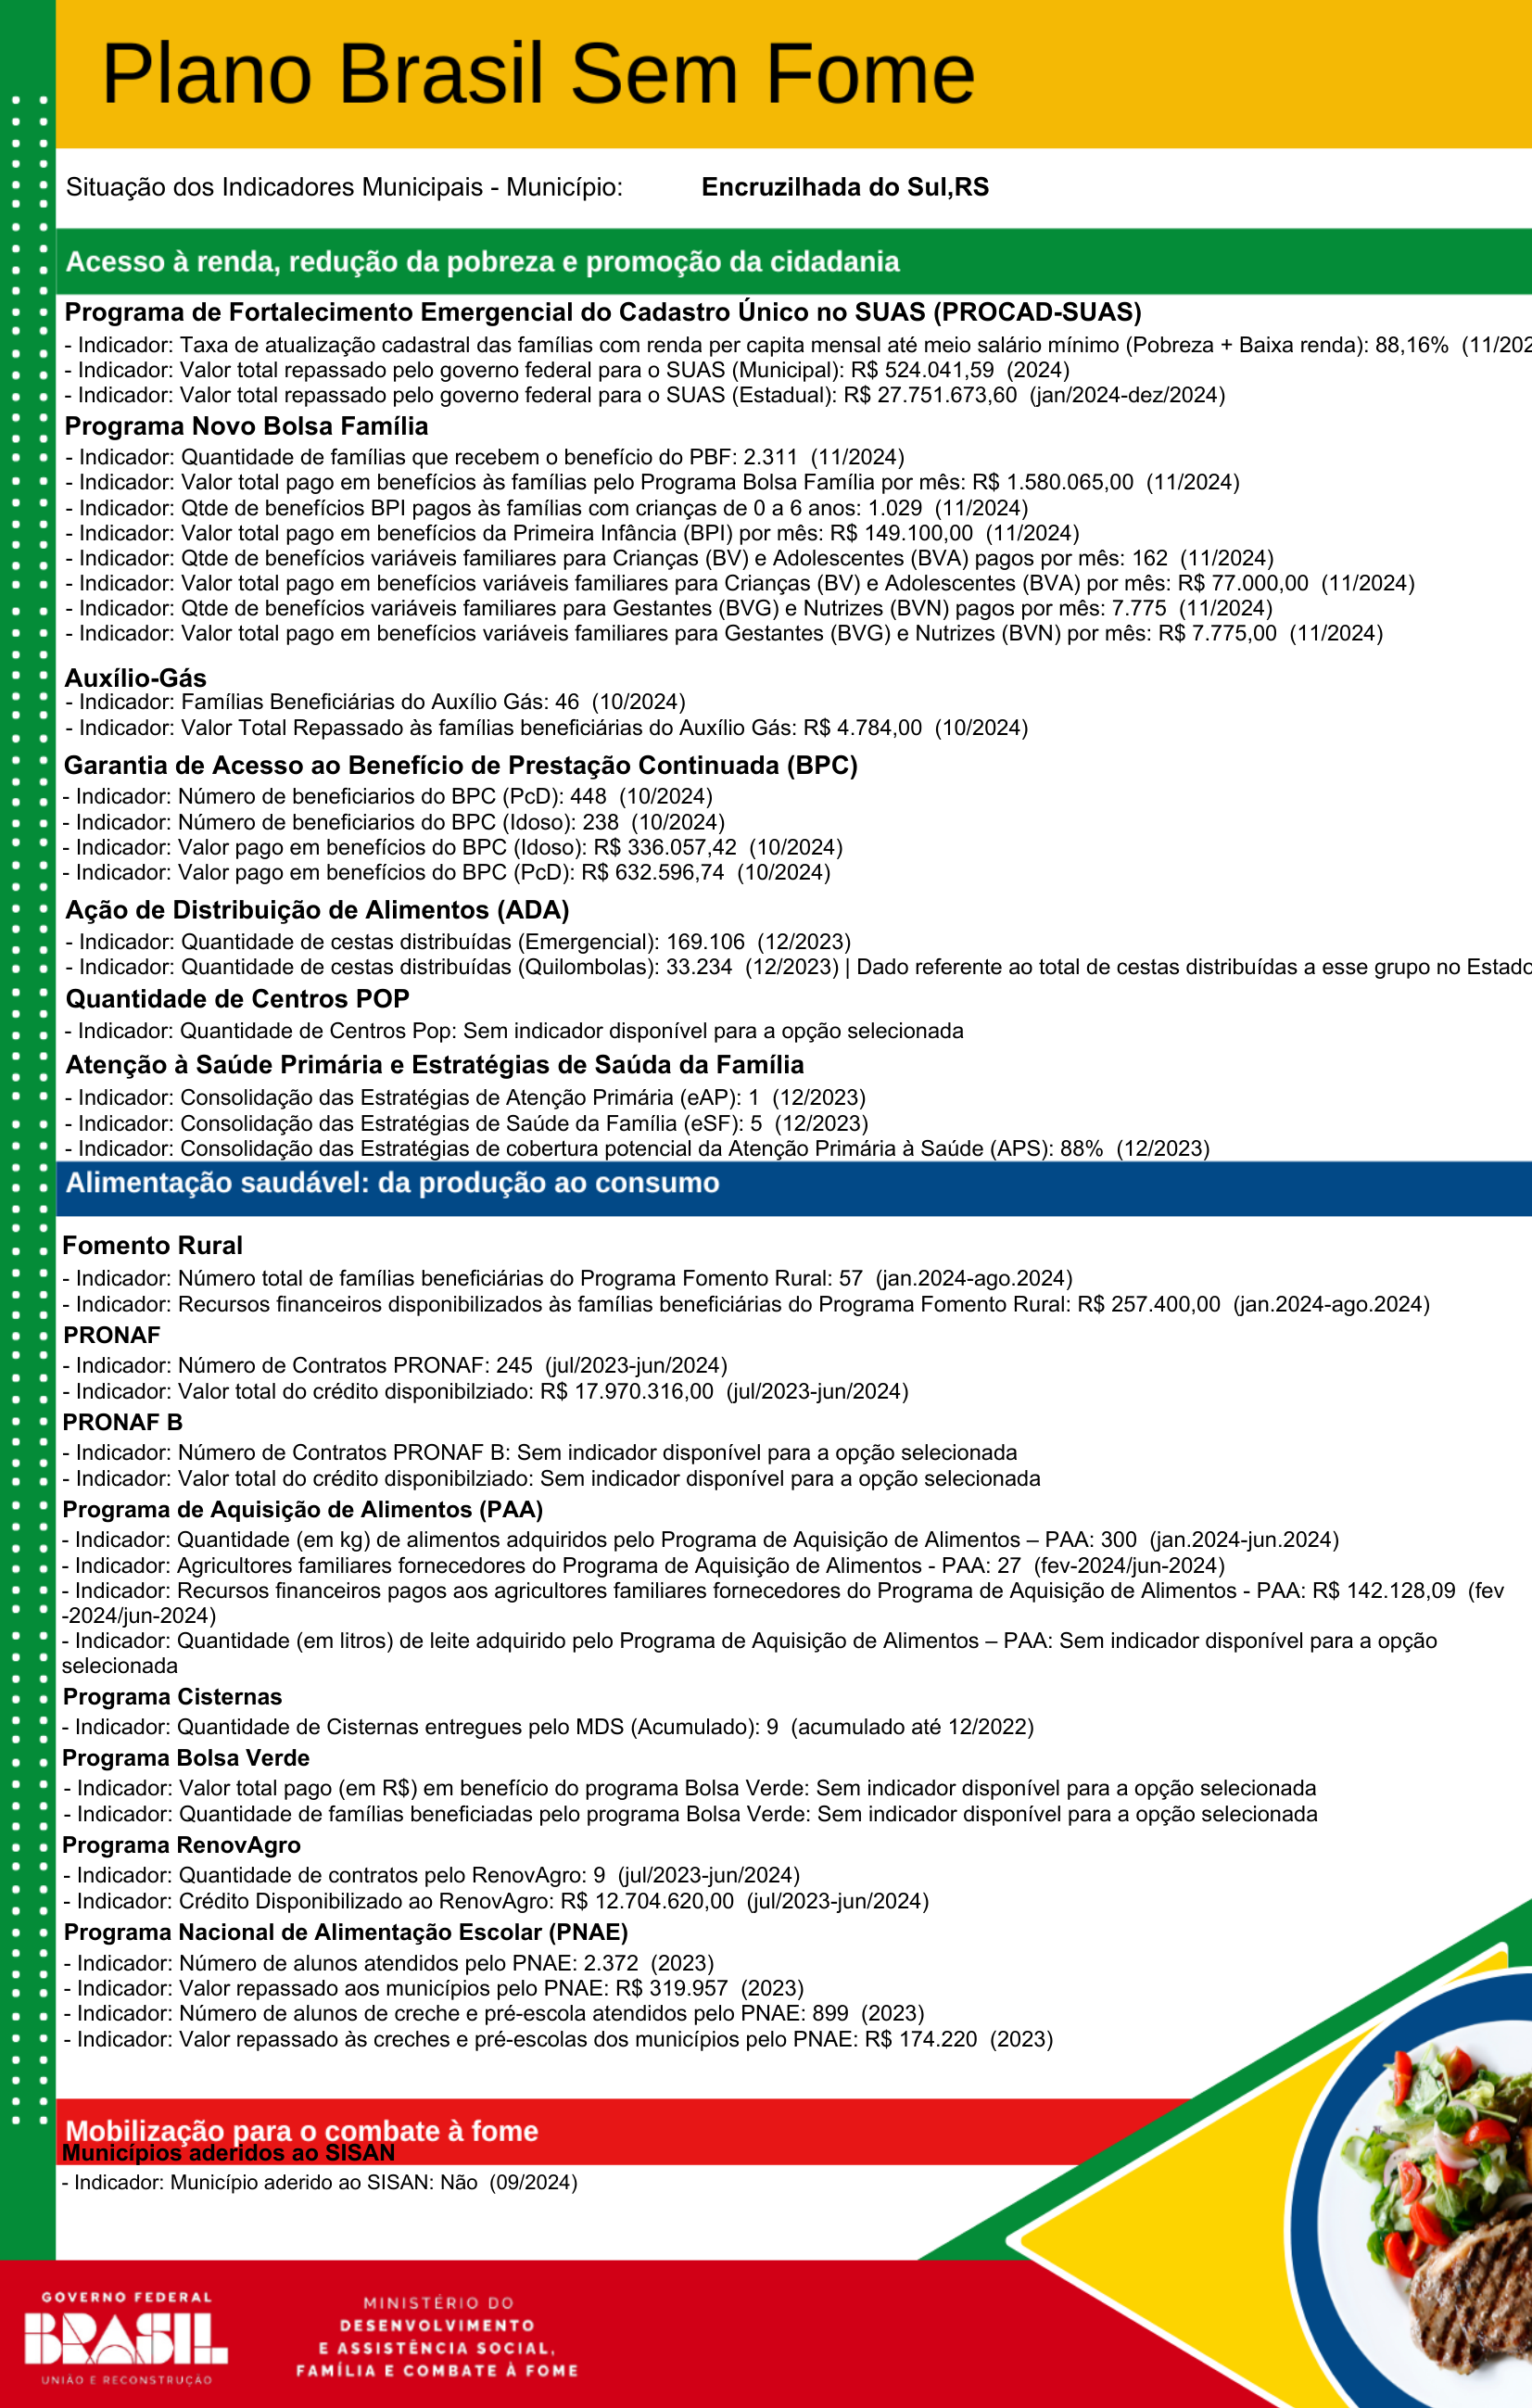 Plano Brasil Sem Fome
Situação dos Indicadores Municipais - Município: Encruzilhada do Sul,RS
Acesso à renda, redução da pobreza e promoção da cidadania
Programa de Fortalecimento Emergencial do Cadastro Único no SUAS (PROCAD-SUAS)
- Indicador: Taxa de atualização cadastral das famílias com renda per capita mensal até meio salário mínimo (Pobreza + Baixa renda): 88,16% (11/202
- Indicador: Valor total repassado pelo governo federal para o SUAS (Municipal): R$ 524.041,59 (2024)
- Indicador: Valor total repassado pelo governo federal para o SUAS (Estadual): R$ 27.751.673,60 (jan/2024-dez/2024)
Programa Novo Bolsa Família
- Indicador: Quantidade de famílias que recebem o benefício do PBF: 2.311 (11/2024)
- Indicador: Valor total pago em benefícios às famílias pelo Programa Bolsa Família por mês: R$ 1.580.065,00 (11/2024)
- Indicador: Qtde de benefícios BPI pagos às famílias com crianças de 0 a 6 anos: 1.029 (11/2024)
- Indicador: Valor total pago em benefícios da Primeira Infância (BPI) por mês: R$ 149.100,00 (11/2024)
- Indicador: Qtde de benefícios variáveis familiares para Crianças (BV) e Adolescentes (BVA) pagos por mês: 162 (11/2024)
- Indicador: Valor total pago em benefícios variáveis familiares para Crianças (BV) e Adolescentes (BVA) por mês: R$ 77.000,00 (11/2024)
- Indicador: Qtde de benefícios variáveis familiares para Gestantes (BVG) e Nutrizes (BVN) pagos por mês: 7.775 (11/2024)
- Indicador: Valor total pago em benefícios variáveis familiares para Gestantes (BVG) e Nutrizes (BVN) por mês: R$ 7.775,00 (11/2024)
Auxílio-Gás
- Indicador: Famílias Beneficiárias do Auxílio Gás: 46 (10/2024)
- Indicador: Valor Total Repassado às famílias beneficiárias do Auxílio Gás: R$ 4.784,00 (10/2024)
Garantia de Acesso ao Benefício de Prestação Continuada (BPC)
- Indicador: Número de beneficiarios do BPC (PcD): 448 (10/2024)
- Indicador: Número de beneficiarios do BPC (Idoso): 238 (10/2024)
- Indicador: Valor pago em benefícios do BPC (Idoso): R$ 336.057,42 (10/2024)
- Indicador: Valor pago em benefícios do BPC (PcD): R$ 632.596,74 (10/2024)
Ação de Distribuição de Alimentos (ADA)
- Indicador: Quantidade de cestas distribuídas (Emergencial): 169.106 (12/2023)
- Indicador: Quantidade de cestas distribuídas (Quilombolas): 33.234 (12/2023) | Dado referente ao total de cestas distribuídas a esse grupo no Estado
Quantidade de Centros POP
- Indicador: Quantidade de Centros Pop: Sem indicador disponível para a opção selecionada
Atenção à Saúde Primária e Estratégias de Saúda da Família
- Indicador: Consolidação das Estratégias de Atenção Primária (eAP): 1 (12/2023)
- Indicador: Consolidação das Estratégias de Saúde da Família (eSF): 5 (12/2023)
- Indicador: Consolidação das Estratégias de cobertura potencial da Atenção Primária à Saúde (APS): 88% (12/2023)
Alimentação saudável: da produção ao consumo
Fomento Rural
- Indicador: Número total de famílias beneficiárias do Programa Fomento Rural: 57 (jan.2024-ago.2024)
- Indicador: Recursos financeiros disponibilizados às famílias beneficiárias do Programa Fomento Rural: R$ 257.400,00 (jan.2024-ago.2024)
PRONAF
- Indicador: Número de Contratos PRONAF: 245 (jul/2023-jun/2024)
- Indicador: Valor total do crédito disponibilziado: R$ 17.970.316,00 (jul/2023-jun/2024)
PRONAF B
- Indicador: Número de Contratos PRONAF B: Sem indicador disponível para a opção selecionada
- Indicador: Valor total do crédito disponibilziado: Sem indicador disponível para a opção selecionada
Programa de Aquisição de Alimentos (PAA)
- Indicador: Quantidade (em kg) de alimentos adquiridos pelo Programa de Aquisição de Alimentos – PAA: 300 (jan.2024-jun.2024)
- Indicador: Agricultores familiares fornecedores do Programa de Aquisição de Alimentos - PAA: 27 (fev-2024/jun-2024)
- Indicador: Recursos financeiros pagos aos agricultores familiares fornecedores do Programa de Aquisição de Alimentos - PAA: R$ 142.128,09 (fev
-2024/jun-2024)
- Indicador: Quantidade (em litros) de leite adquirido pelo Programa de Aquisição de Alimentos – PAA: Sem indicador disponível para a opção
selecionada
Programa Cisternas
- Indicador: Quantidade de Cisternas entregues pelo MDS (Acumulado): 9 (acumulado até 12/2022)
Programa Bolsa Verde
- Indicador: Valor total pago (em R$) em benefício do programa Bolsa Verde: Sem indicador disponível para a opção selecionada
- Indicador: Quantidade de famílias beneficiadas pelo programa Bolsa Verde: Sem indicador disponível para a opção selecionada
Programa RenovAgro
- Indicador: Quantidade de contratos pelo RenovAgro: 9 (jul/2023-jun/2024)
- Indicador: Crédito Disponibilizado ao RenovAgro: R$ 12.704.620,00 (jul/2023-jun/2024)
Programa Nacional de Alimentação Escolar (PNAE)
- Indicador: Número de alunos atendidos pelo PNAE: 2.372 (2023)
- Indicador: Valor repassado aos municípios pelo PNAE: R$ 319.957 (2023)
- Indicador: Número de alunos de creche e pré-escola atendidos pelo PNAE: 899 (2023)
- Indicador: Valor repassado às creches e pré-escolas dos municípios pelo PNAE: R$ 174.220 (2023)
Mobilização para o combate à fome
Municípios aderidos ao SISAN
- Indicador: Município aderido ao SISAN: Não (09/2024)
GOVERNO FEDERAL
BRASIL
UNIÃO E RECONSTRUÇÃO
MINISTÉRIO DO
DESENVOLVIMENTO
E ASSISTÊNCIA SOCIAL,
FAMÍLIA E COMBATE À FOME